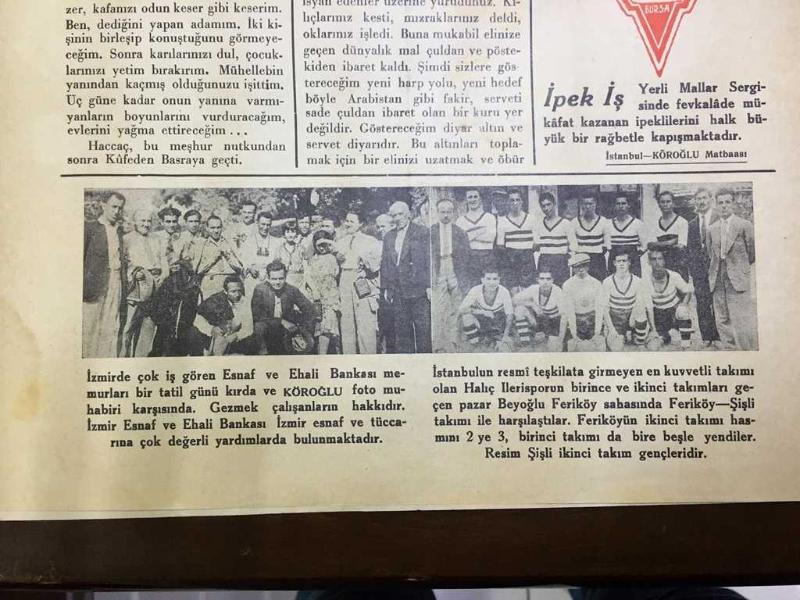 zer, kafanızı odun keser gibi keserim.
Ben, dediğini yapan adamım. İki ki-
şinin birleşip konuştuğunu görmeye-
ceğim. Sonra karılarınızı dul, çocuk-
larınızı yetim bırakırım. Mühellebin
yanından kaçmış olduğunuzu işittim.
Üç güne kadar onun yanına varmı-
yanların boyunlarını vurduracağım,
evlerini yağma ettireceğim ...
Haccaç, bu meşhur nutkundan
sonra Kûfeden Basraya geçti.
isyan edenler üzerine yürüdünüz. Kı-
lıçlarınız kesti, mızraklarınız deldi,
oklarınız işledi. Buna mukabil elinize
geçen dünyalık mal çuldan ve pöste-
kiden ibaret kaldı. Şimdi sizlere gös-
tereceğim yeni harp yolu, yeni hedef
böyle Arabistan gibi fakir, serveti
sade çuldan ibaret olan bir kuru yer
değildir. Göstereceğim diyar altın ve
servet diyarıdır. Bu altınları topla-
mak için bir elinizi uzatmak ve öbür
BURSA
İpek İş Yerli Mallar Sergi-
sinde fevkalâde mü-
kâfat kazanan ipeklilerini halk bü-
yük bir rağbetle kapışmaktadır.
İstanbul—KÖROĞLU Matbaası
İzmirde çok iş gören Esnaf ve Ehali Bankası me-
murları bir tatil günü kırda ve KÖROĞLU foto mu-
habiri karşısında. Gezmek çalışanların hakkıdır.
İzmir Esnaf ve Ehali Bankası İzmir esnaf ve tücca-
rına çok değerli yardımlarda bulunmaktadır.
İstanbulun resmî teşkilata girmeyen en kuvvetli takımı
olan Haliç Ilerisporun birince ve ikinci takımları ge-
çen pazar Beyoğlu Feriköy sahasında Feriköy—Şişli
takımı ile harşılaştılar. Feriköyün ikinci takımı has-
mını 2 ye 3, birinci takımı da bire beşle yendiler.
Resim Şişli ikinci takım gençleridir.